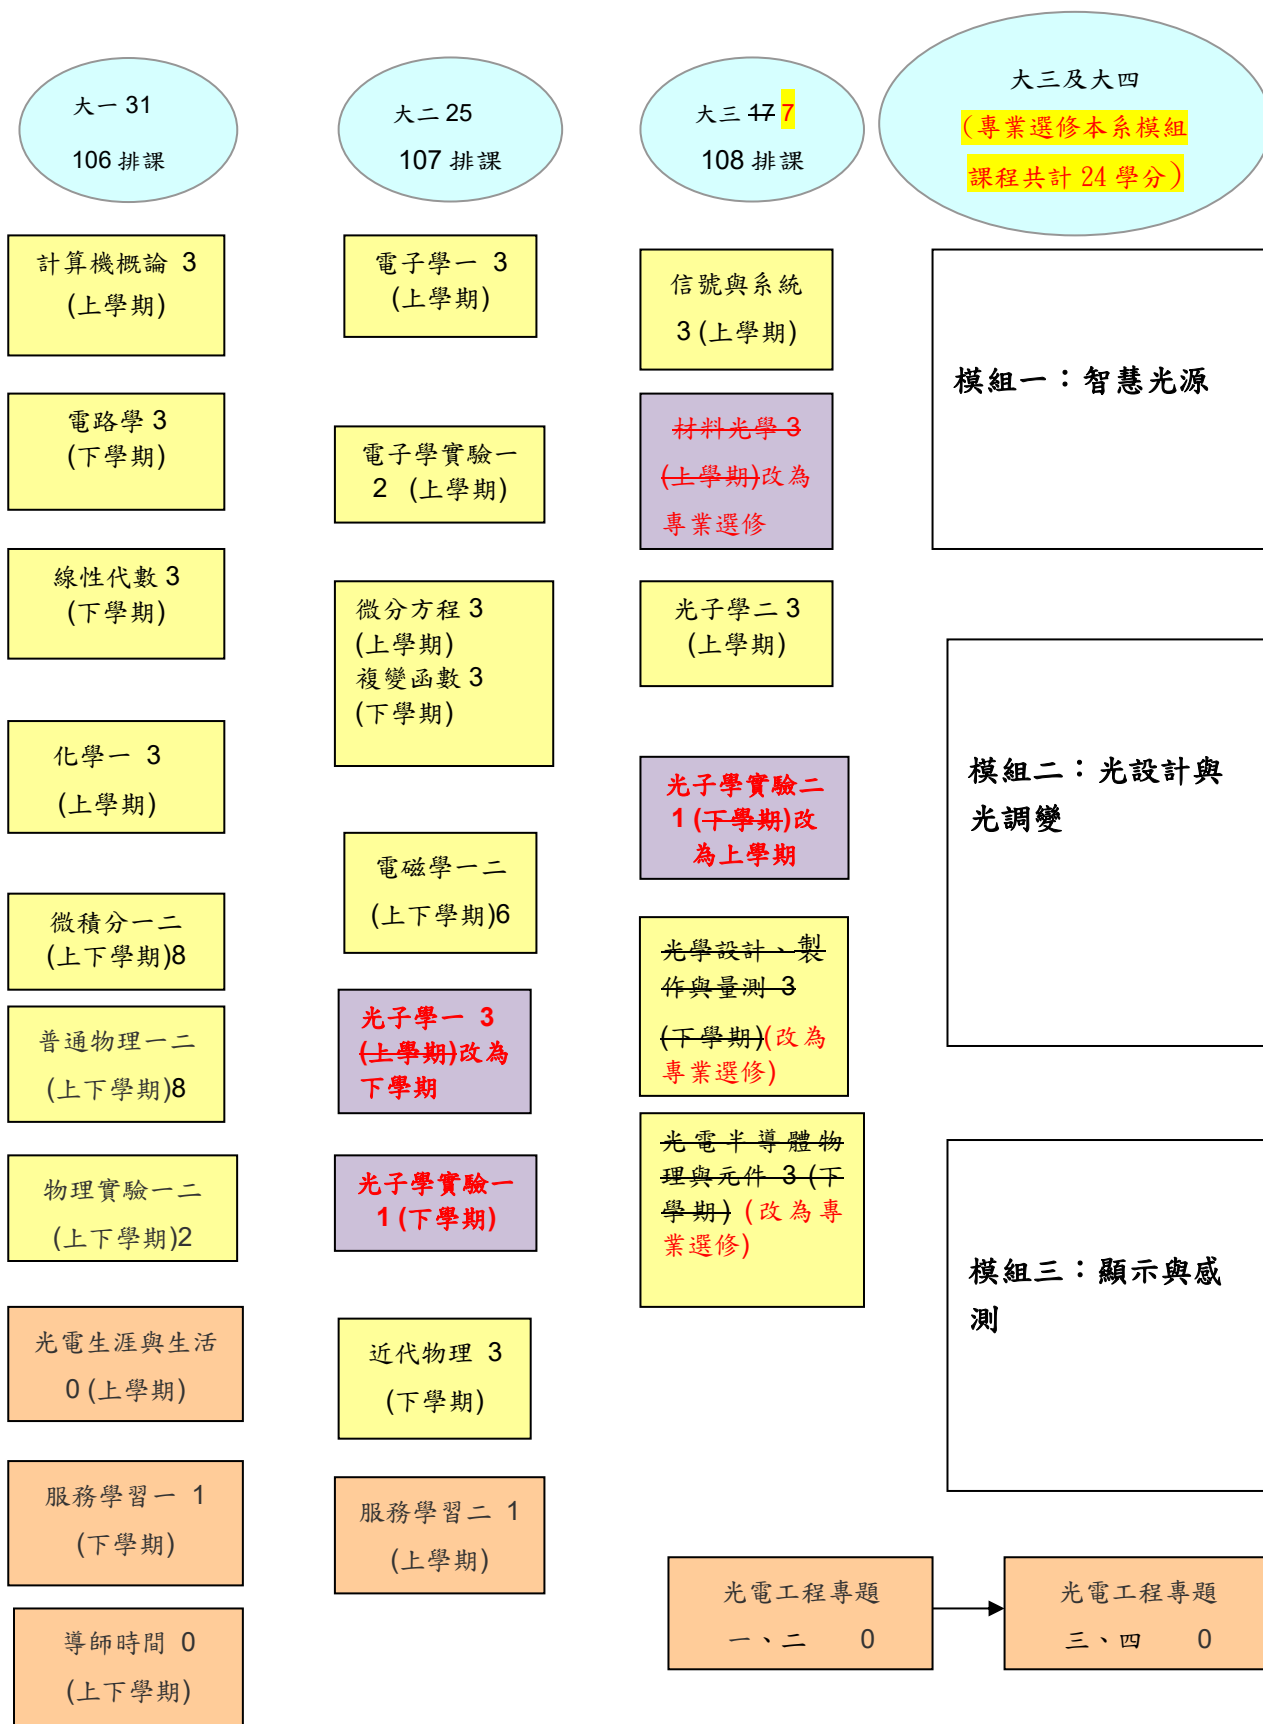 大一 31
106 排課
大二 25
107 排課
大三 17 7
108 排課
大三及大四
(專業選修本系模組
課程共計 24 學分)
計算機概論 3
(上學期)
電路學 3
(下學期)
線性代數 3
(下學期)
化學一 3
(上學期)
微積分一二
(上下學期)8
普通物理一二
(上下學期)8
物理實驗一二
(上下學期)2
光電生涯與生活
0 (上學期)
服務學習一 1
(下學期)
導師時間 0
(上下學期)
電子學一 3
(上學期)
電子學實驗一
2 (上學期)
微分方程 3
(上學期)
複變函數 3
(下學期)
電磁學一二
(上下學期)6
光子學一 3
(上學期)改為
下學期
光子學實驗一
1 (下學期)
近代物理 3
(下學期)
服務學習二 1
(上學期)
信號與系統
3 (上學期)
材料光學 3
(上學期)改為
專業選修
光子學二 3
(上學期)
光子學實驗二
1 (下學期)改
為上學期
光學設計、製
作與量測 3
(下學期)(改為
專業選修)
光電半導體物
理與元件 3 (下
學期) (改為專
業選修)
模組一：智慧光源
模組二：光設計與
光調變
模組三：顯示與感
測
光電工程專題
一、二 0
光電工程專題
三、四 0